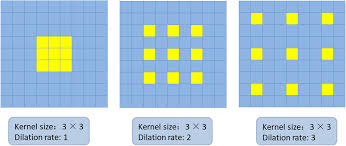 Kernel size: 3 × 3
Dilation rate: 1
Kernel size: 3 × 3
Dilation rate: 2
Kernel size: 3 × 3
Dilation rate: 3